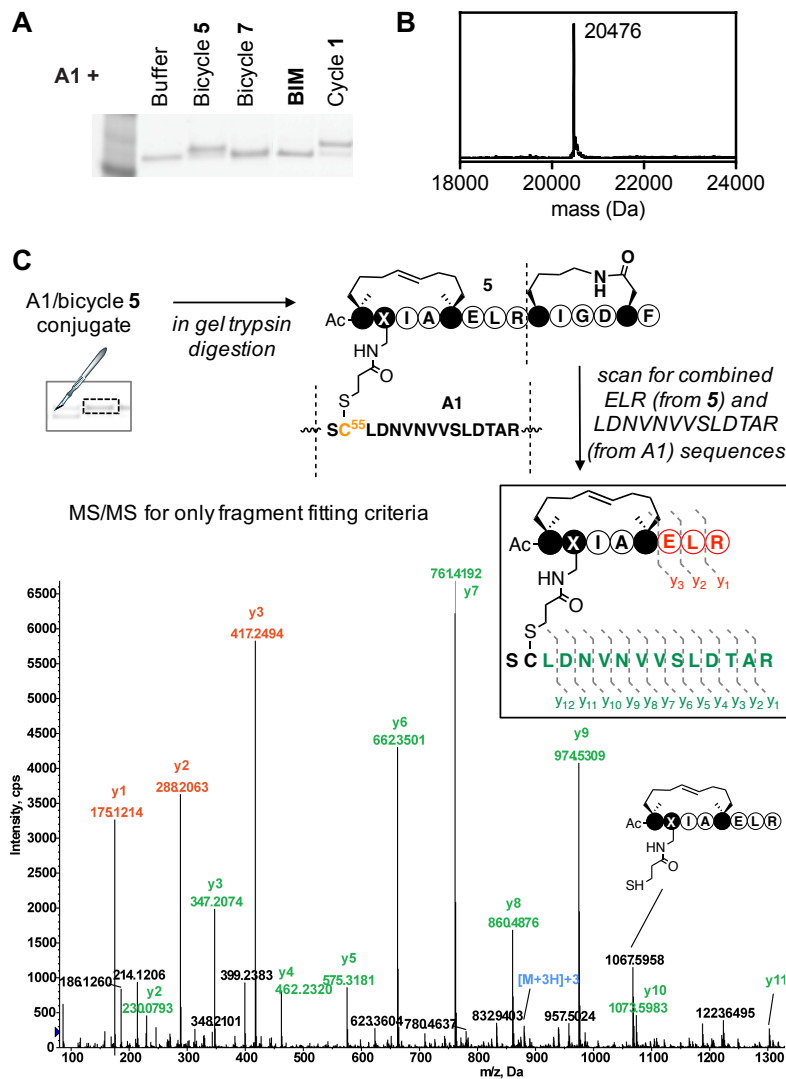 A
A1 +
Buffer
Bicycle 5
Bicycle 7
BIM
Cycle 1
B
20476
18000 20000 22000 24000
mass (Da)
C
A1/bicycle 5
conjugate
in gel trypsin
digestion
5
N
H
O
Ac X I A E L R I G D F
HN
O
S
A1
SC55LDNVNVVSLDTAR
scan for combined
ELR (from 5) and
LDNVNVVSLDTAR
(from A1) sequences
MS/MS for only fragment fitting criteria
Ac X I A E L R
y3 y2 y1
HN
O
S
S C L D N V N V V S L D T A R
y12 y11 y10 y9 y8 y7 y6 y5 y4 y3 y2 y1
Ac X I A E L R
HN
O
SH
Intensity, cps
6500
6000
5500
5000
4500
4000
3500
3000
2500
2000
1500
1000
500
0
y1
175.1214
y2
288.2063
y3
417.2494
y3
347.2074
186.1260
214.1206
y2
230.0793
348.2101
399.2383
y4
462.2320
y5
575.3181
y6
662.3501
623.3604
761.4192
y7
780.4637
y8
860.4876
832.9403
[M+3H]+3
y9
974.5309
957.5024
1067.5958
y10
1073.5983
1223.6495
y11
100 200 300 400 500 600 700 800 900 1000 1100 1200 1300
m/z, Da